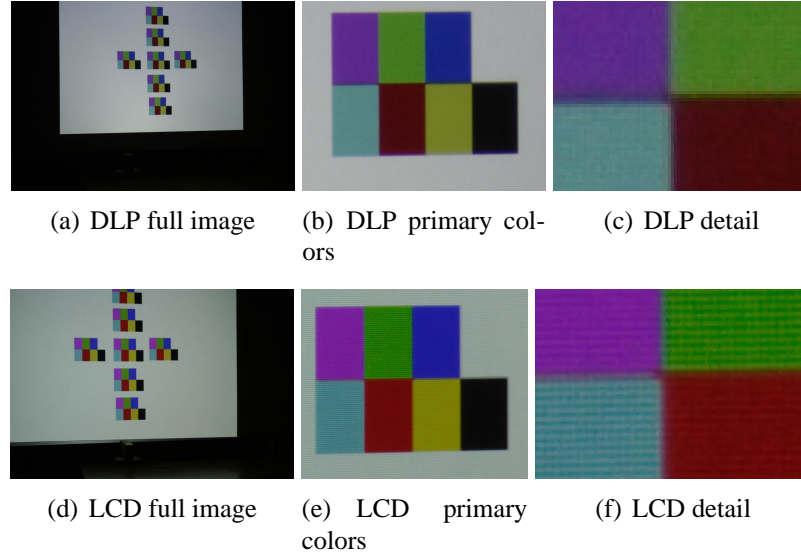 (a) DLP full image
(b) DLP primary col-
ors
(c) DLP detail
(d) LCD full image
(e) LCD primary
colors
(f) LCD detail